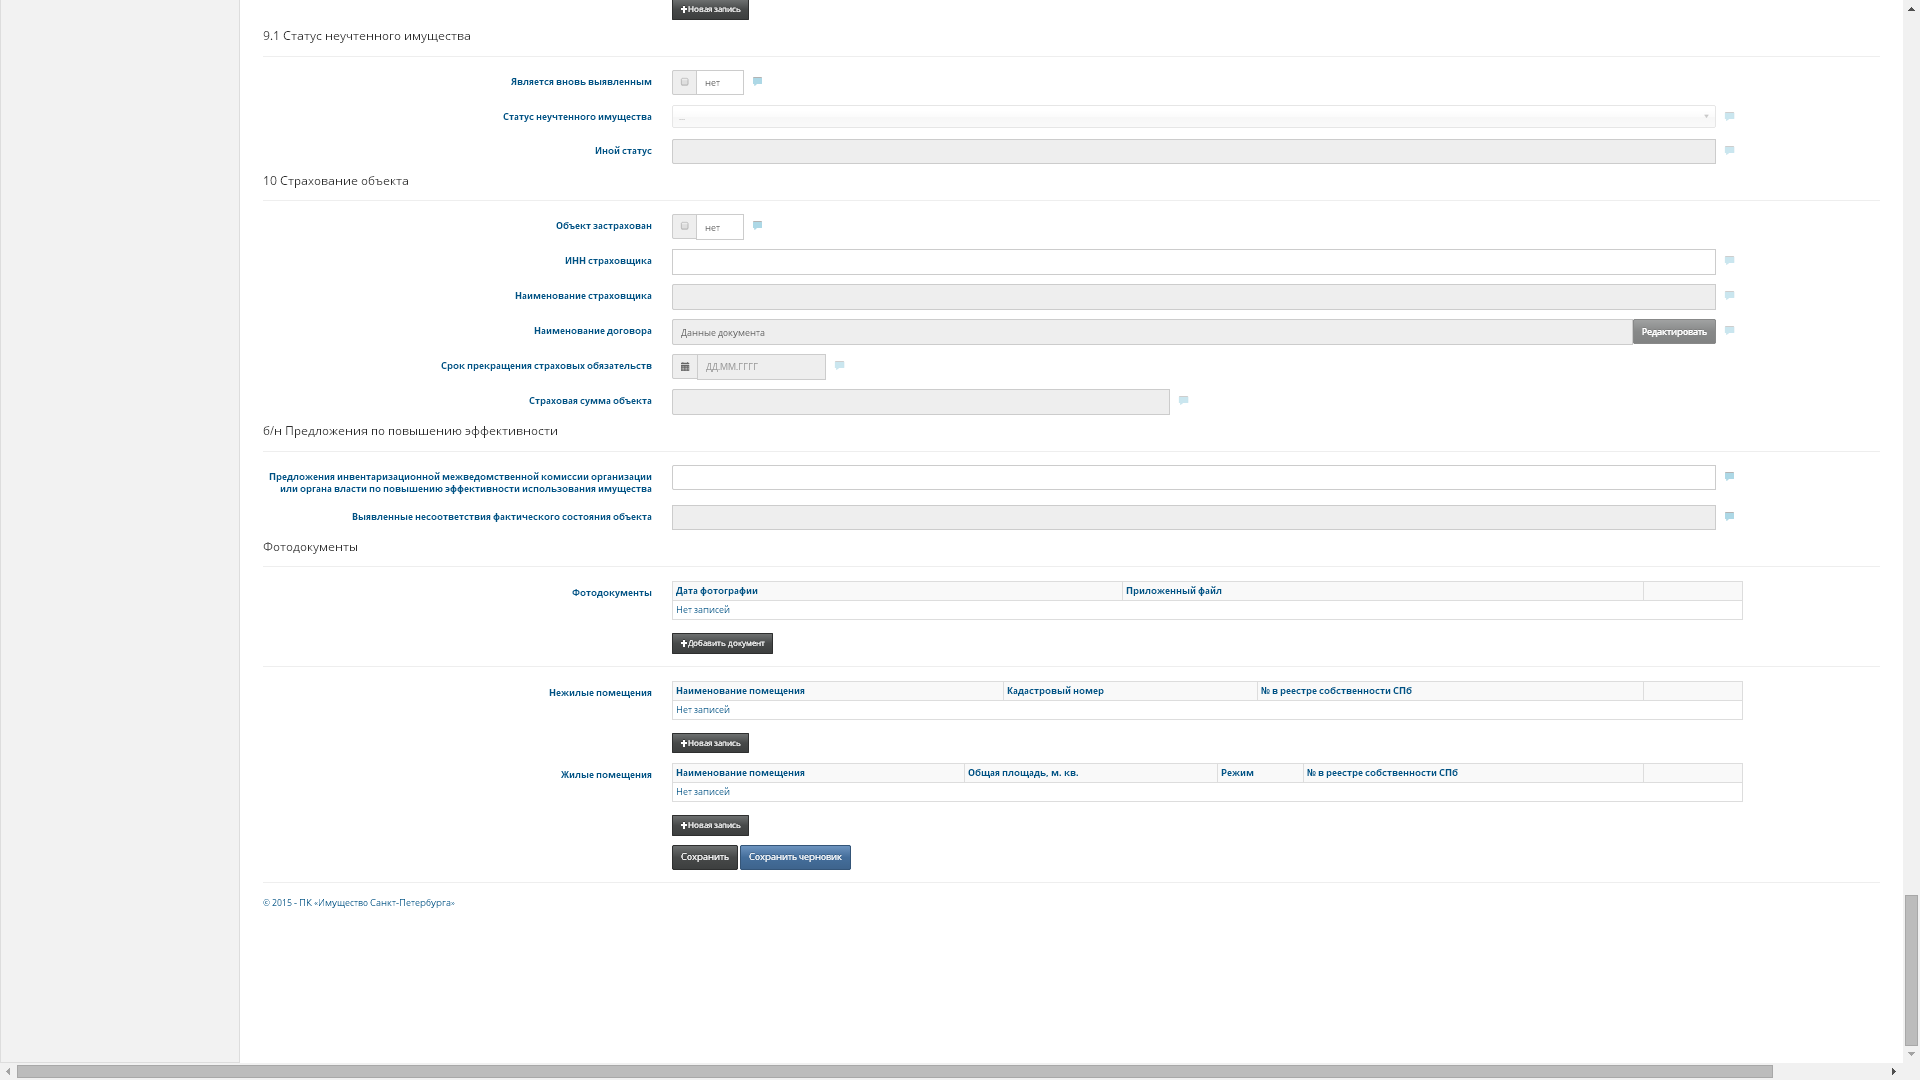 Новая запись
9.1 Статус неучтенного имущества
Является вновь выявленным
нет
Статус неучтенного имущества
...
Иной статус
10 Страхование объекта
Объект застрахован
нет
ИНН страховщика
Наименование страховщика
Наименование договора
Данные документа
Редактировать
Срок прекращения страховых обязательств
ДД.ММ.ГГГГ
Страховая сумма объекта
б/н Предложения по повышению эффективности
Предложения инвентаризационной межведомственной комиссии организации
или органа власти по повышению эффективности использования имущества
Выявленные несоответствия фактического состояния объекта
Фотодокументы
Фотодокументы
Дата фотографии Приложенный файл
Нет записей
Добавить документ
Нежилые помещения
Наименование помещения Кадастровый номер № в реестре собственности СПб
Нет записей
Новая запись
Жилые помещения
Наименование помещения Общая площадь, м. кв. Режим № в реестре собственности СПб
Нет записей
Новая запись
Сохранить Сохранить черновик
© 2015 - ПК «Имущество Санкт-Петербурга»